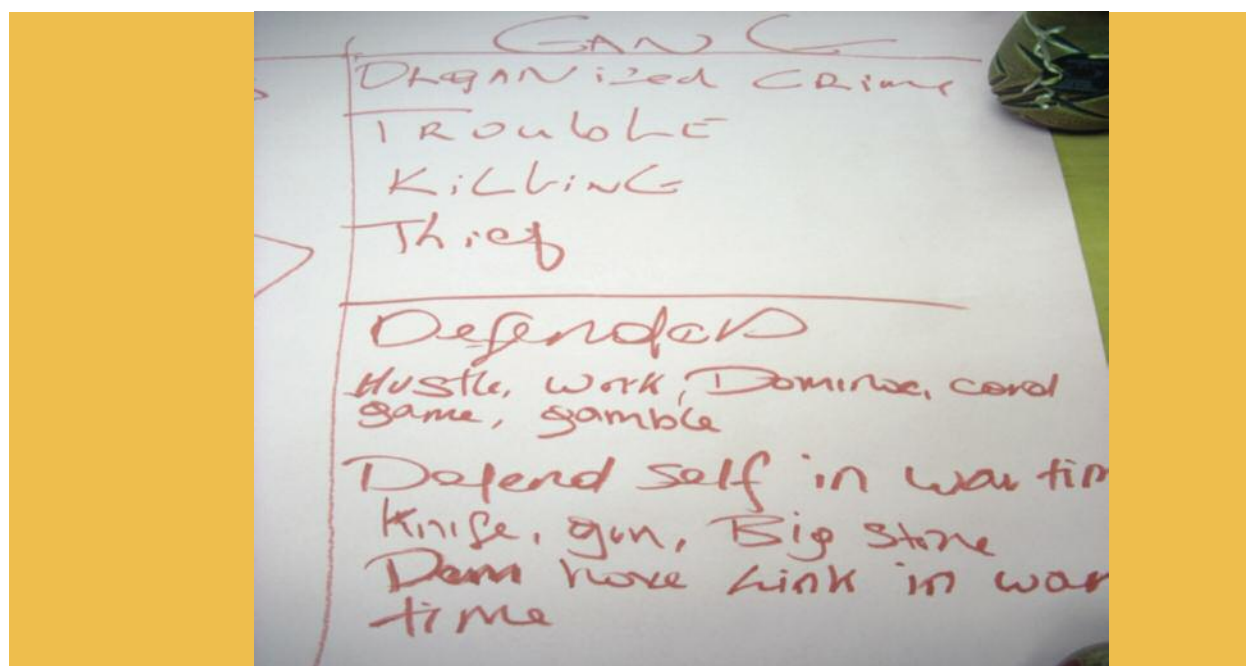 GANG
ORGANized CRime
TROubLE
KiLLiNG
Thief
Defenders
Hustle, work, Domino, card
game, gamble
Defend self in war tim
Knife, gun, Big stone
Dem have Link in war
time